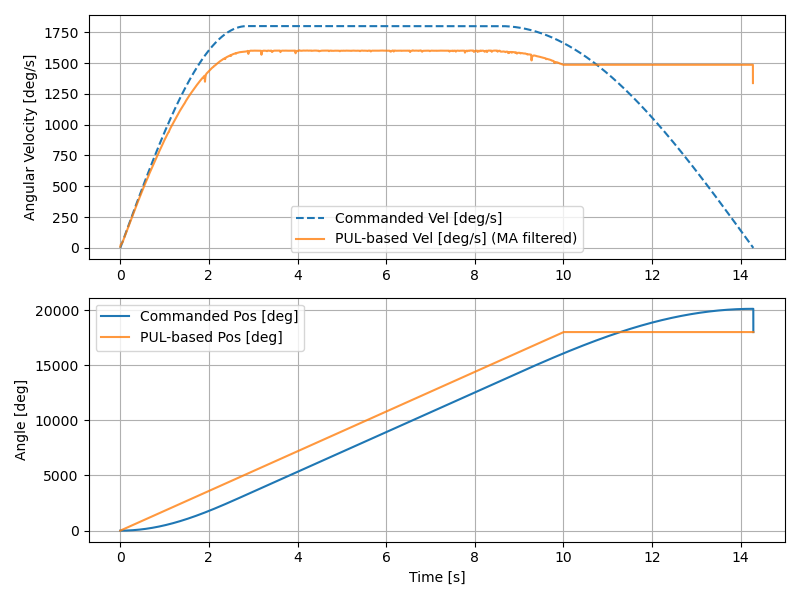 Angular Velocity [deg/s]
1750
1500
1250
1000
750
500
250
0
Commanded Vel [deg/s]
PUL-based Vel [deg/s] (MA filtered)
0 2 4 6 8 10 12 14
Angle [deg]
20000
15000
10000
5000
0
Commanded Pos [deg]
PUL-based Pos [deg]
0 2 4 6 8 10 12 14
Time [s]